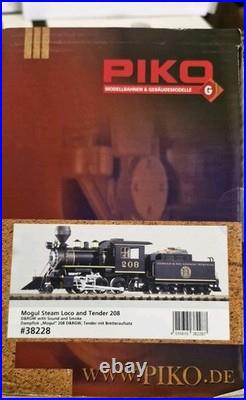 PIKO
MODELLBAHNEN & GEBÄUDEMODELLE
G
208
Mogul Steam Loco and Tender 208
D&RGW with Sound and Smoke
Dampflok „Mogul" 208 D&RGW, Tender mit Bretteraufsatz
#38228
WWW.PIKO.DE